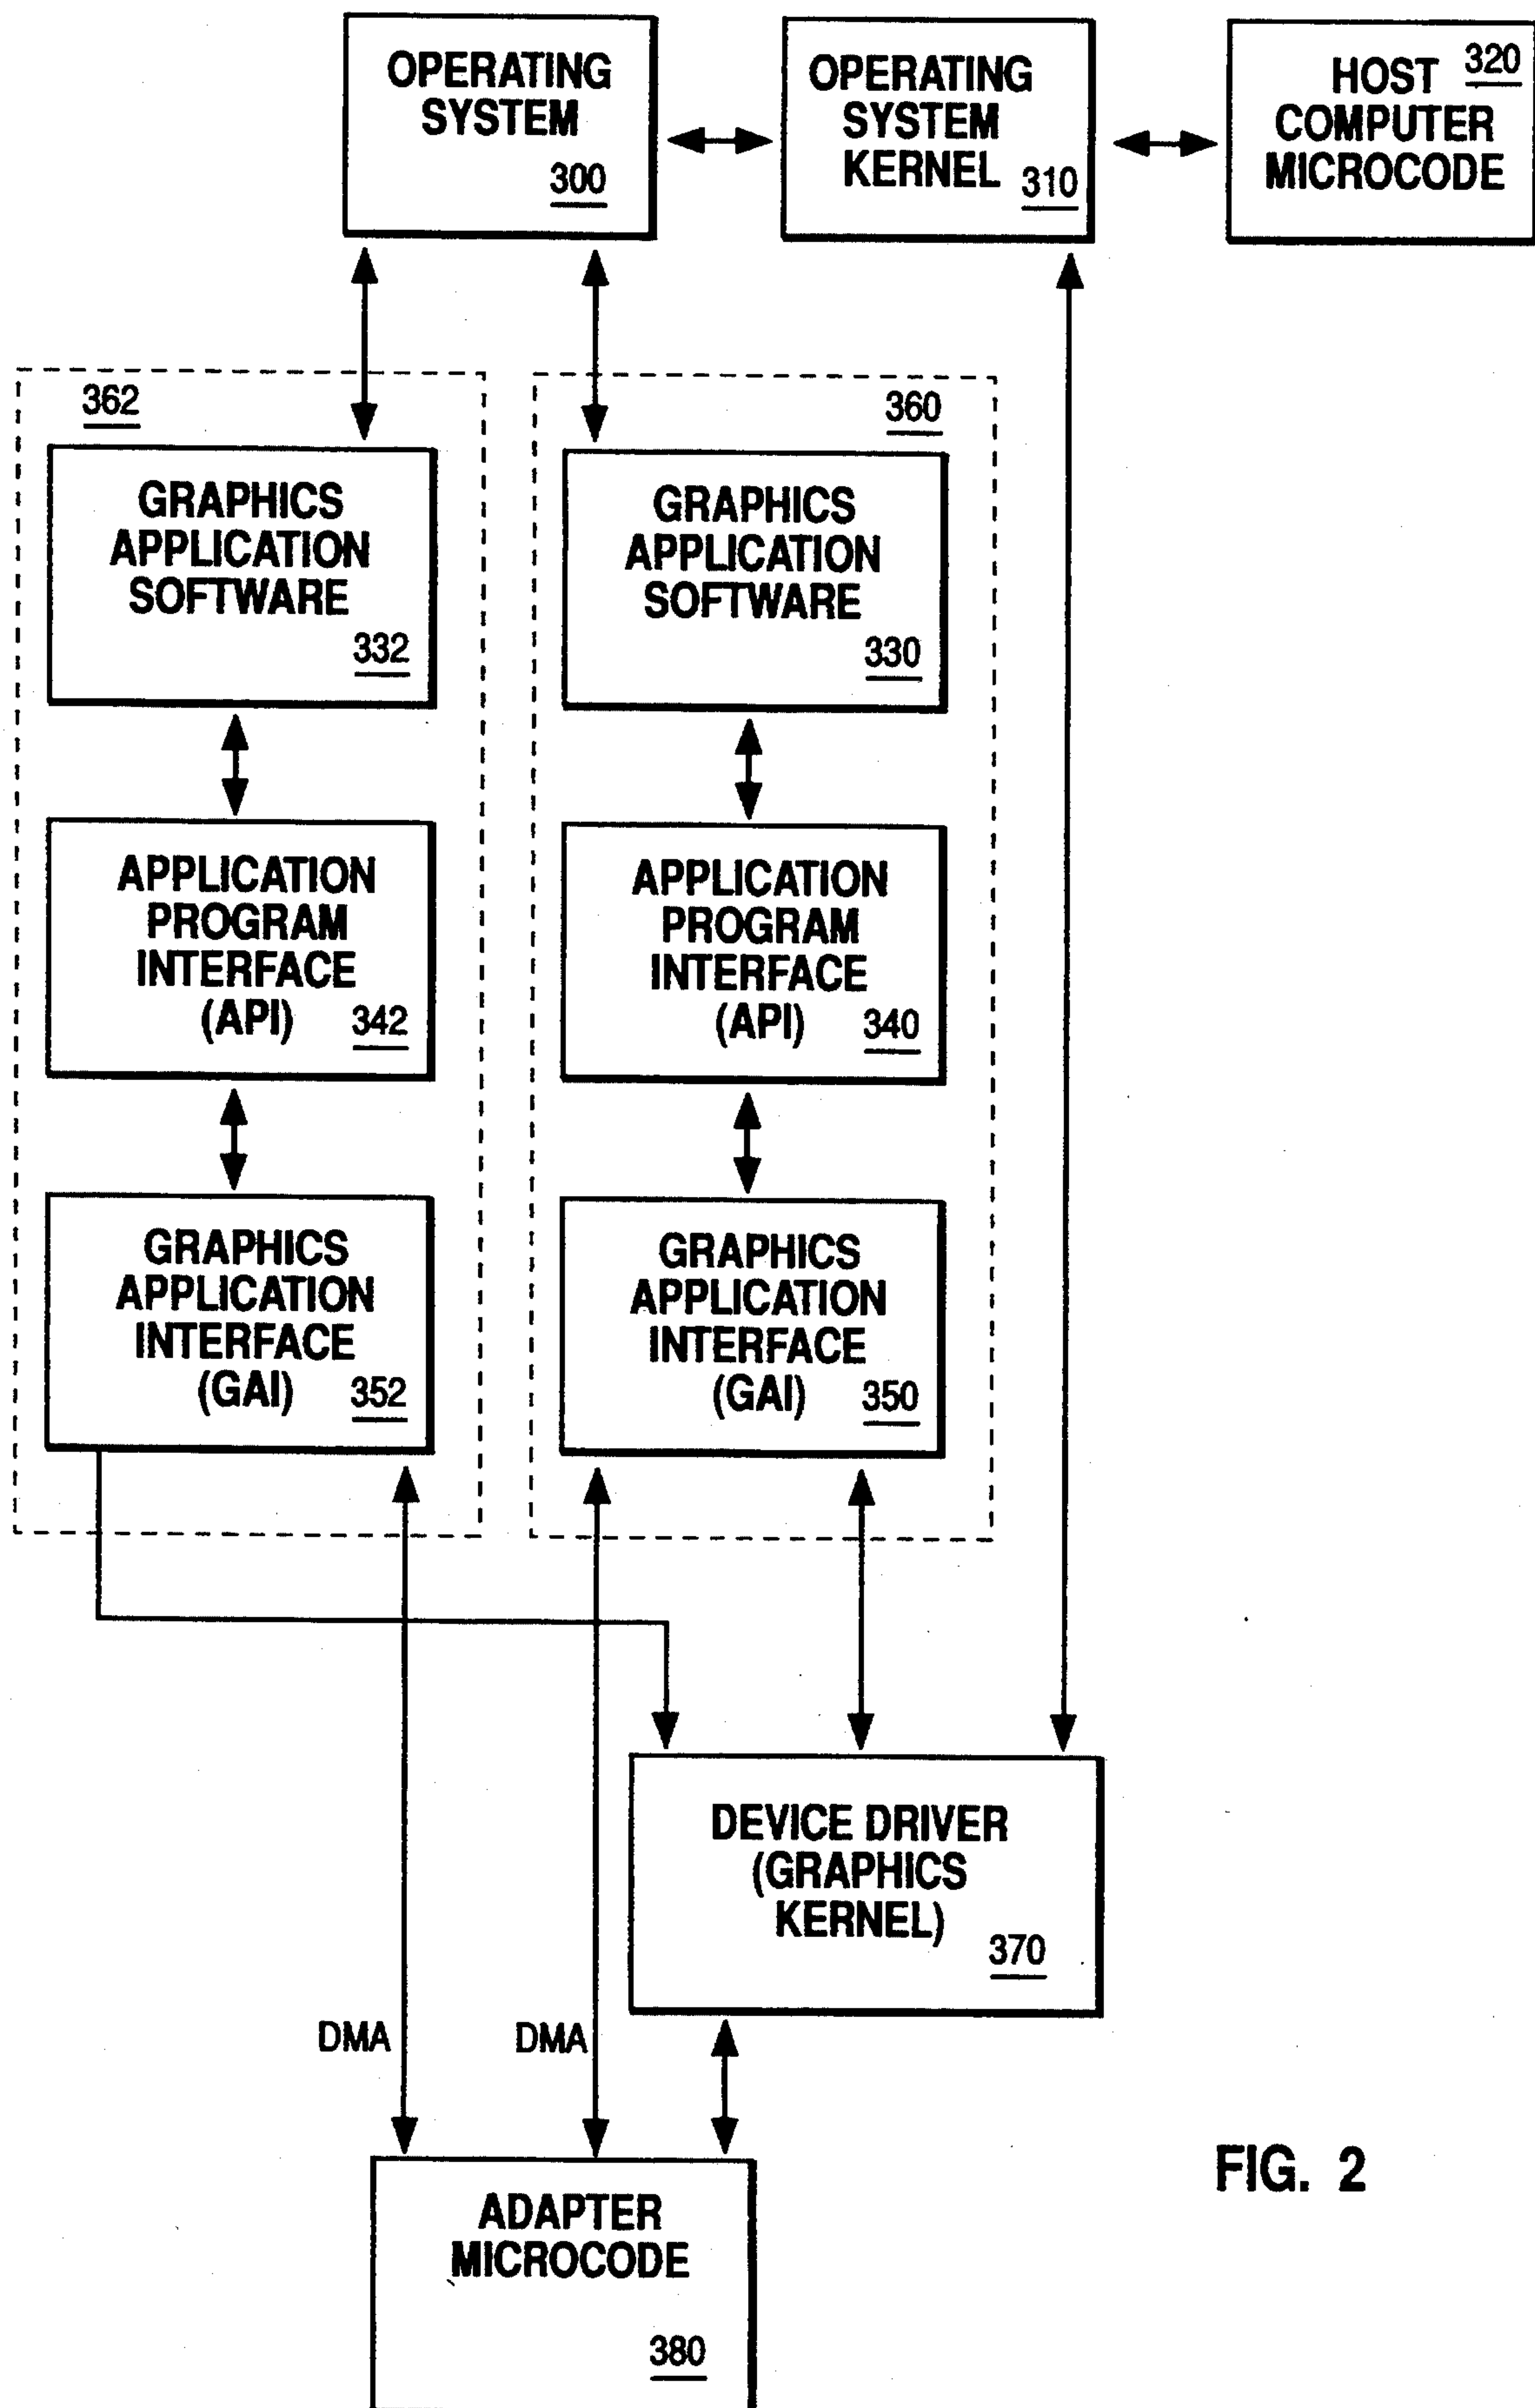 OPERATING
SYSTEM
300
OPERATING
SYSTEM
KERNEL 310
HOST 320
COMPUTER
MICROCODE
362
360
GRAPHICS
APPLICATION
SOFTWARE
332
GRAPHICS
APPLICATION
SOFTWARE
330
APPLICATION
PROGRAM
INTERFACE
(API) 342
APPLICATION
PROGRAM
INTERFACE
(API) 340
GRAPHICS
APPLICATION
INTERFACE
(GAI) 352
GRAPHICS
APPLICATION
INTERFACE
(GAI) 350
DEVICE DRIVER
(GRAPHICS
KERNEL)
370
DMA
DMA
ADAPTER
MICROCODE
380
FIG. 2